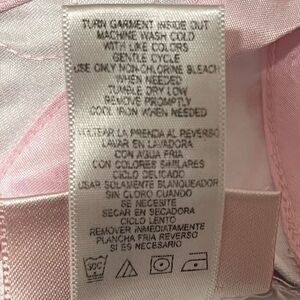 TURN GARMENT INSIDE OUT
MACHINE WASH COLD
WITH LIKE COLORS
GENTLE CYCLE
USE ONLY NON-CHLORINE BLEACH
WHEN NEEDED
TUMBLE DRY LOW
REMOVE PROMPTLY
COOL IRON WHEN NEEDED
VOLTEAR LA PRENDA AL REVERSO
LAVAR EN LAVADORA
CON AGUA FRIA
CON COLORES SIMILARES
CICLO DELICADO
USAR SOLAMENTE BLANQUEADOR
SIN CLORO CUANDO
SE NECESITE
SECAR EN SECADORA
CICLO LENTO
REMOVER INMEDIATAMENTE
PLANCHA FRIA REVERSO
SI ES NECESARIO
30C